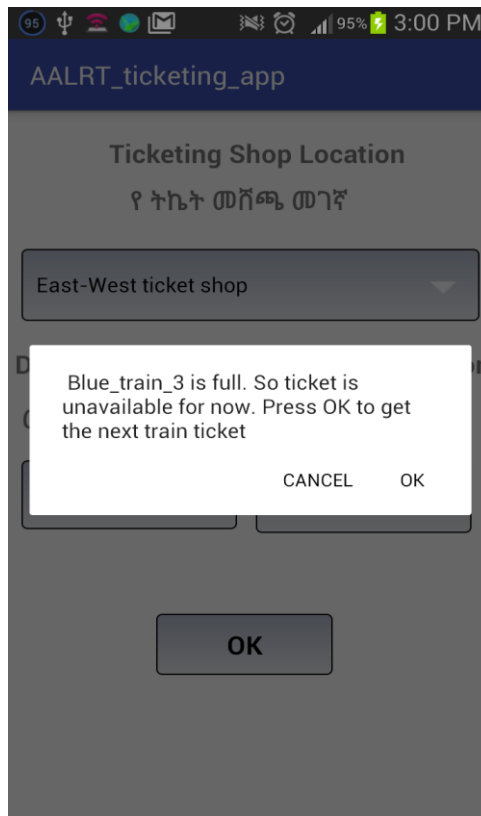 95 95% 3:00 PM
AALRT_ticketing_app
Ticketing Shop Location
የ ትኬት መሸጫ መገኛ
East-West ticket shop
Blue_train_3 is full. So ticket is
unavailable for now. Press OK to get
the next train ticket
CANCEL OK
OK